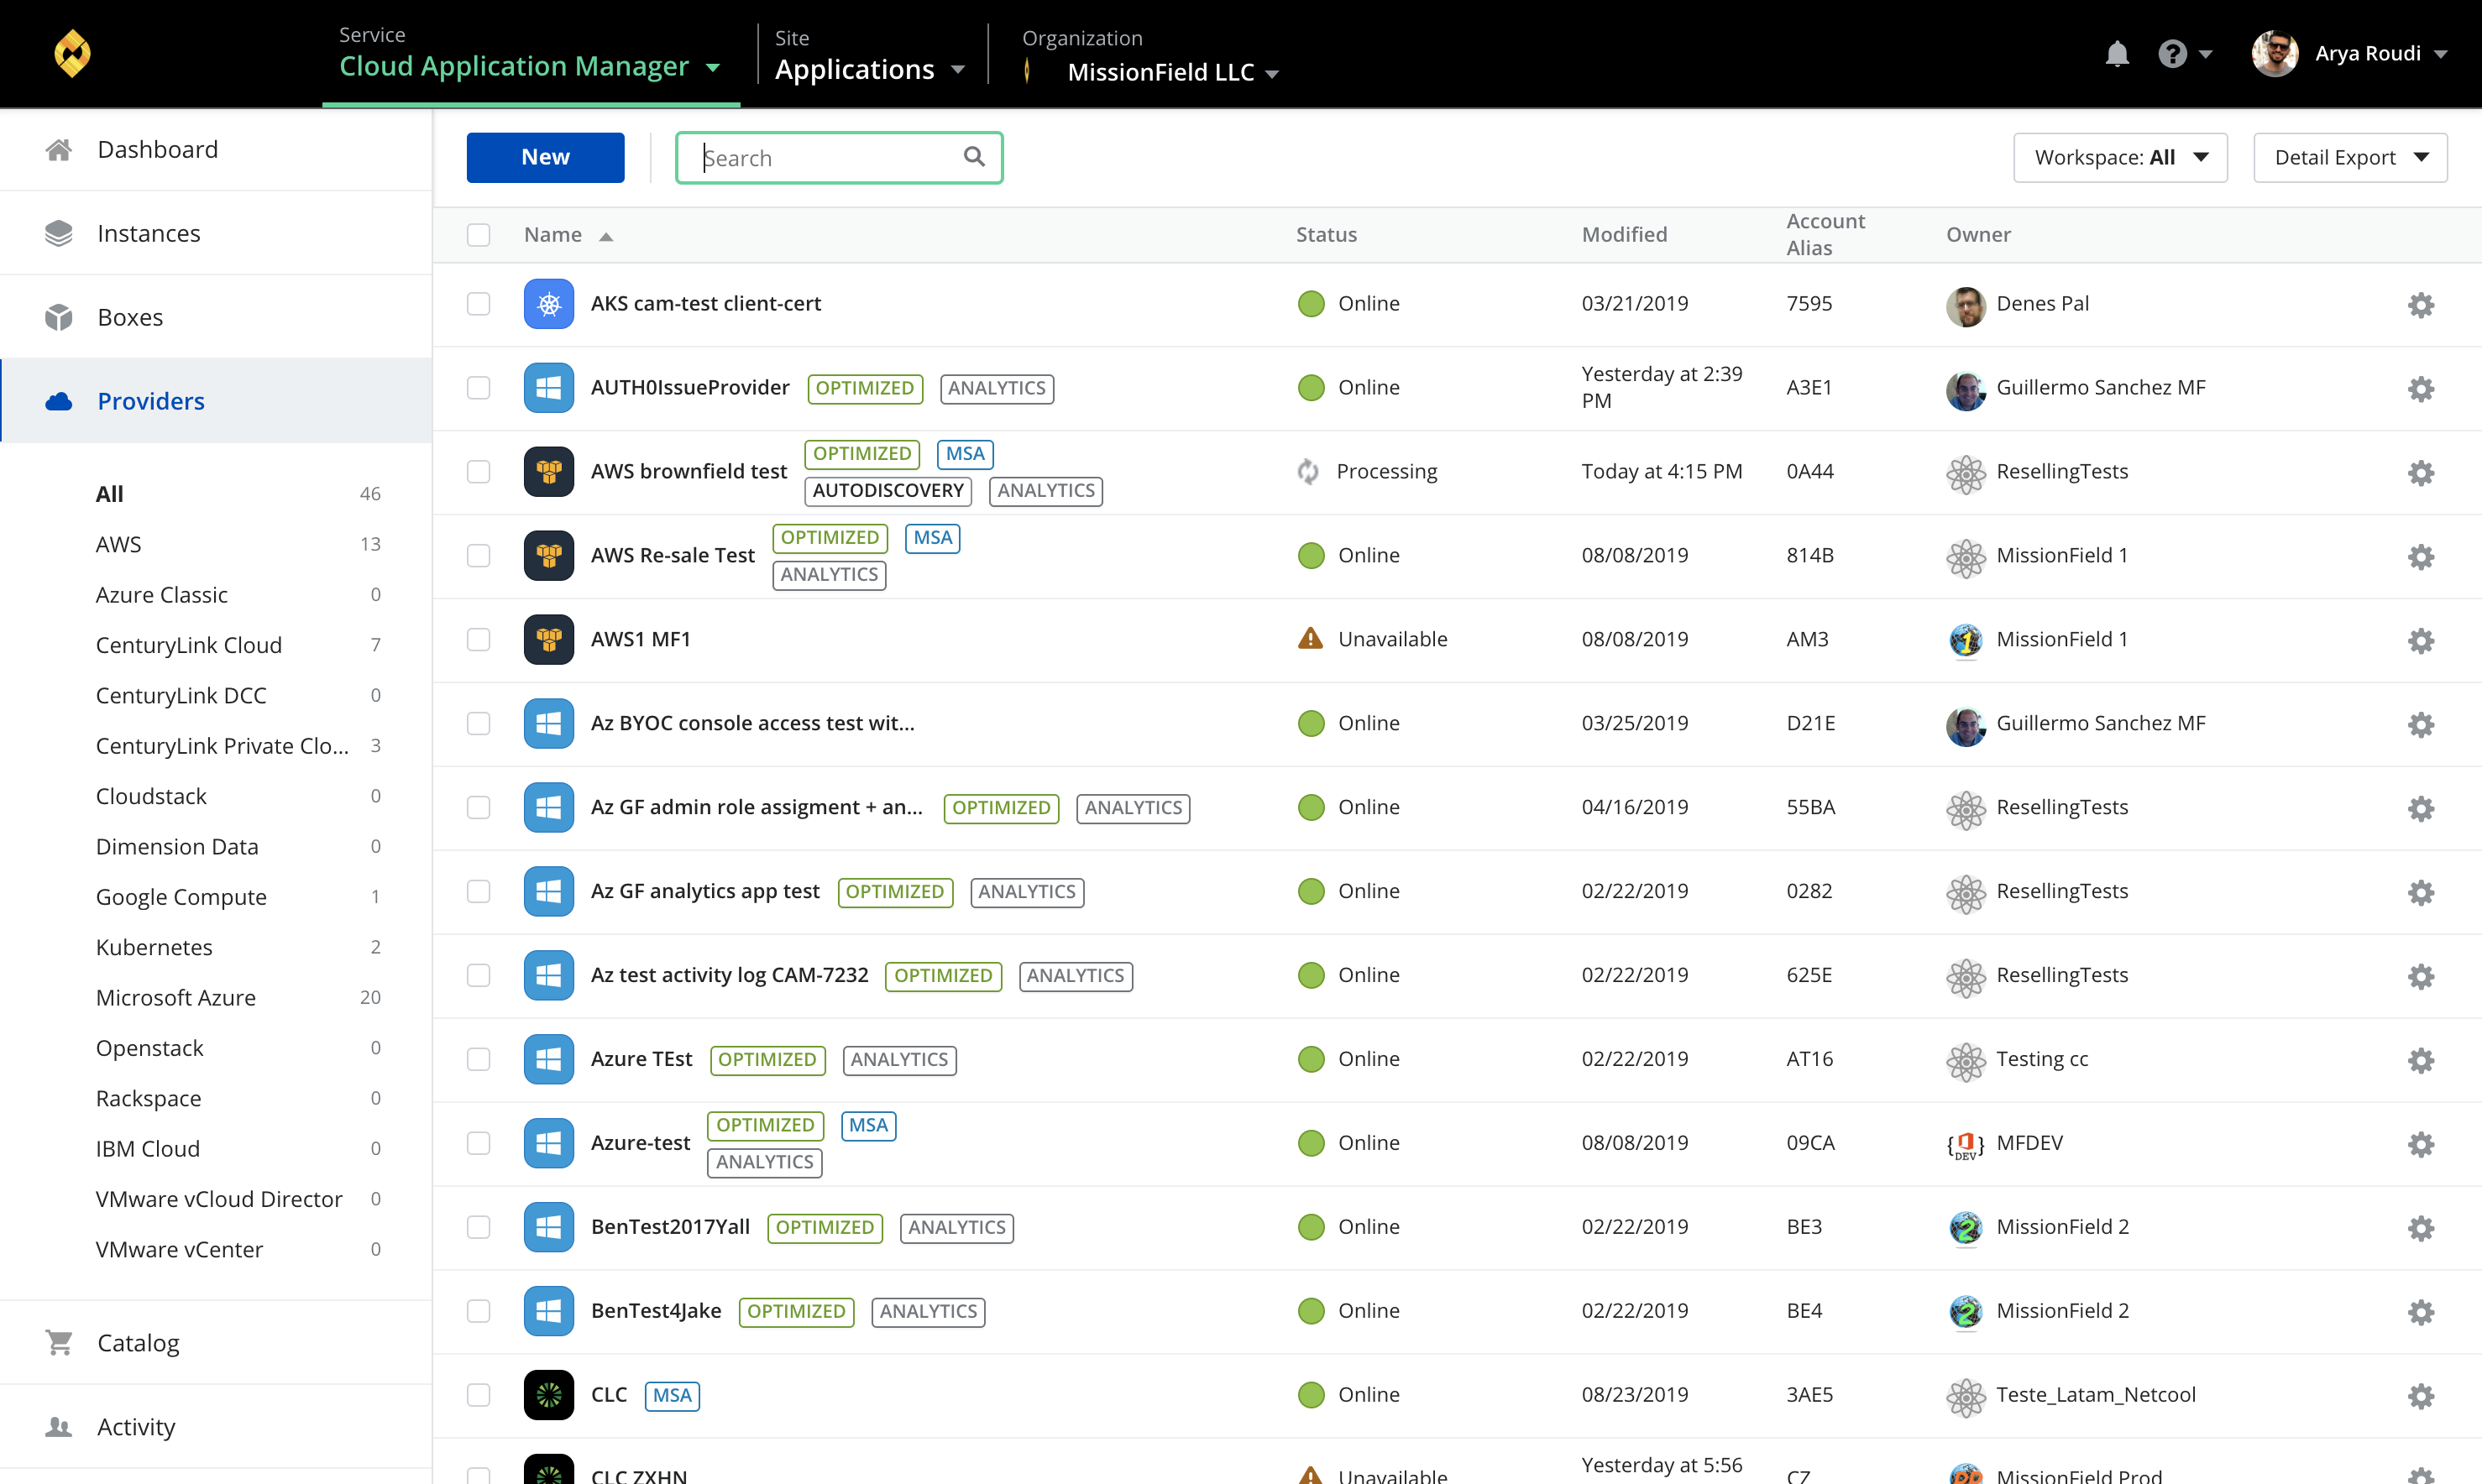 Service
Cloud Application Manager
Site
Applications
Organization
MissionField LLC
?
Arya Roudi
Dashboard
Instances
Boxes
Providers
All 46
AWS 13
Azure Classic 0
CenturyLink Cloud 7
CenturyLink DCC 0
CenturyLink Private Clo... 3
Cloudstack 0
Dimension Data 0
Google Compute 1
Kubernetes 2
Microsoft Azure 20
Openstack 0
Rackspace 0
IBM Cloud 0
VMware vCloud Director 0
VMware vCenter 0
Catalog
Activity
New
Search
Workspace: All
Detail Export
Name Status Modified Account Alias Owner
AKS cam-test client-cert Online 03/21/2019 7595 Denes Pal
AUTH0IssueProvider OPTIMIZED ANALYTICS Online Yesterday at 2:39 PM A3E1 Guillermo Sanchez MF
AWS brownfield test OPTIMIZED MSA AUTODISCOVERY ANALYTICS Processing Today at 4:15 PM 0A44 ResellingTests
AWS Re-sale Test OPTIMIZED MSA ANALYTICS Online 08/08/2019 814B MissionField 1
AWS1 MF1 Unavailable 08/08/2019 AM3 1 MissionField 1
Az BYOC console access test wit... Online 03/25/2019 D21E Guillermo Sanchez MF
Az GF admin role assigment + an... OPTIMIZED ANALYTICS Online 04/16/2019 55BA ResellingTests
Az GF analytics app test OPTIMIZED ANALYTICS Online 02/22/2019 0282 ResellingTests
Az test activity log CAM-7232 OPTIMIZED ANALYTICS Online 02/22/2019 625E ResellingTests
Azure TEst OPTIMIZED ANALYTICS Online 02/22/2019 AT16 Testing cc
Azure-test OPTIMIZED MSA ANALYTICS Online 08/08/2019 09CA {DEV} MFDEV
BenTest2017Yall OPTIMIZED ANALYTICS Online 02/22/2019 BE3 2 MissionField 2
BenTest4Jake OPTIMIZED ANALYTICS Online 02/22/2019 BE4 2 MissionField 2
CLC MSA Online 08/23/2019 3AE5 Teste_Latam_Netcool
CLC ZXHN Unavailable Yesterday at 5:56 CZ MissionField Prod